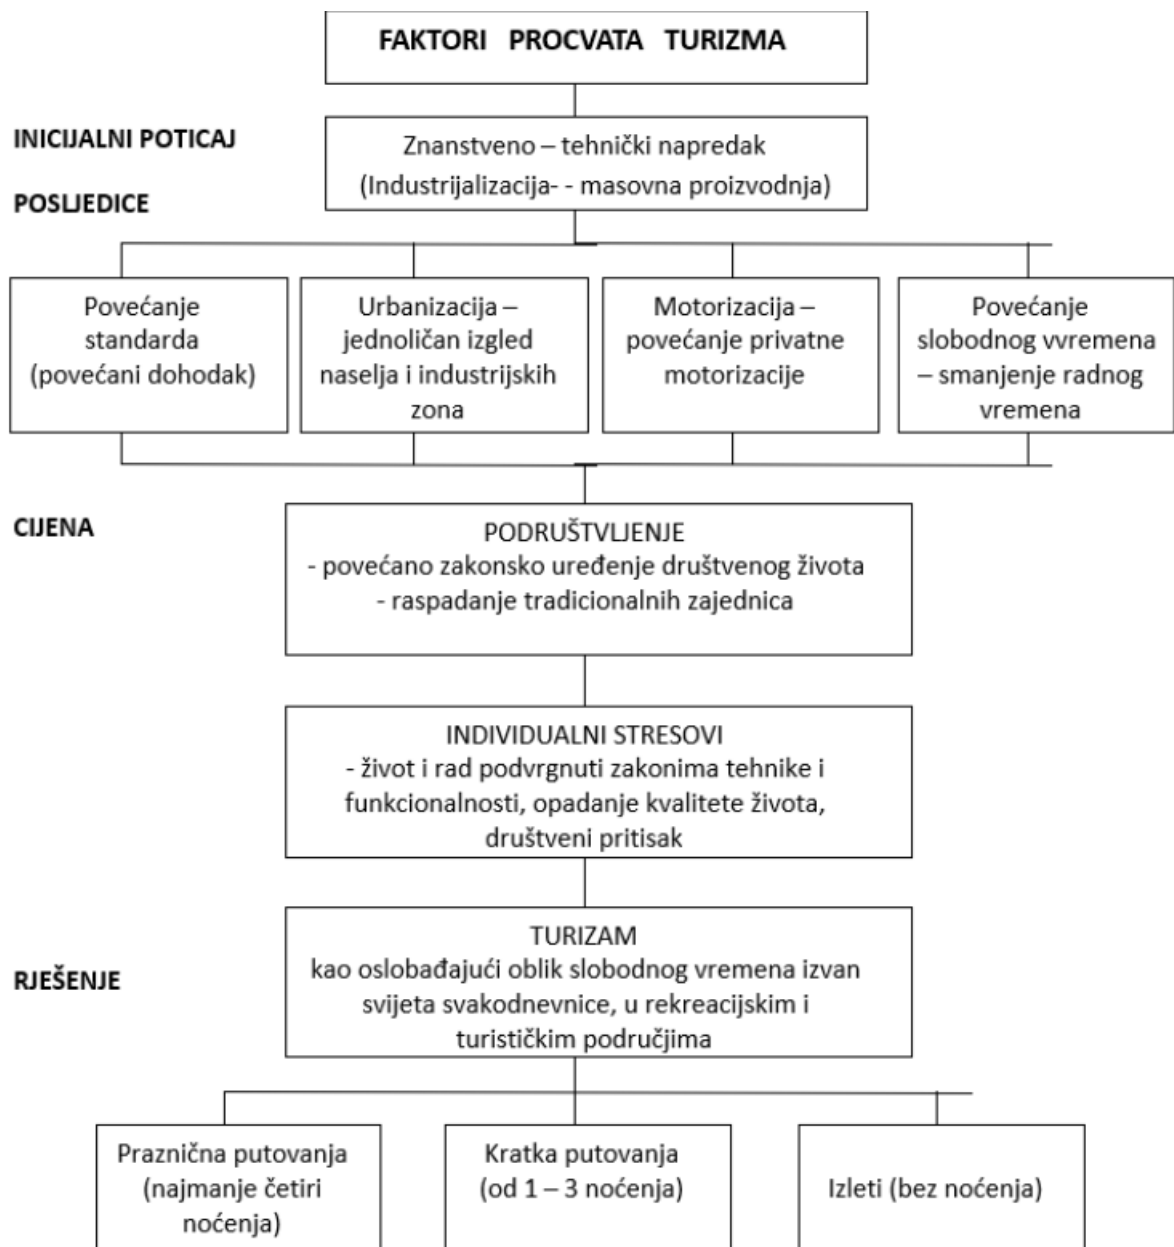 FAKTORI PROCVATA TURIZMA
INICIJALNI POTICAJ
Znanstveno – tehnički napredak
(Industrijalizacija- - masovna proizvodnja)
POSLJEDICE
Povećanje
standarda
(povećani dohodak)
Urbanizacija –
jednoličan izgled
naselja i industrijskih
zona
Motorizacija –
povećanje privatne
motorizacije
Povećanje
slobodnog vvremena
– smanjenje radnog
vremena
CIJENA
PODRUŠTVLJENJE
- povećano zakonsko uređenje društvenog života
- raspadanje tradicionalnih zajednica
INDIVIDUALNI STRESOVI
- život i rad podvrgnuti zakonima tehnike i
funkcionalnosti, opadanje kvalitete života,
društveni pritisak
RJEŠENJE
TURIZAM
kao oslobađajući oblik slobodnog vremena izvan
svijeta svakodnevnice, u rekreacijskim i
turističkim područjima
Praznična putovanja
(najmanje četiri
noćenja)
Kratka putovanja
(od 1 – 3 noćenja)
Izleti (bez noćenja)